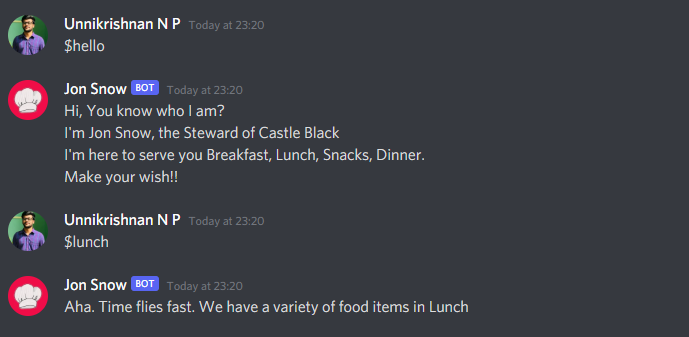 Unnikrishnan N P Today at 23:20
$hello
Jon Snow BOT Today at 23:20
Hi, You know who I am?
I'm Jon Snow, the Steward of Castle Black
I'm here to serve you Breakfast, Lunch, Snacks, Dinner.
Make your wish!!
Unnikrishnan N P Today at 23:20
$lunch
Jon Snow BOT Today at 23:20
Aha. Time flies fast. We have a variety of food items in Lunch